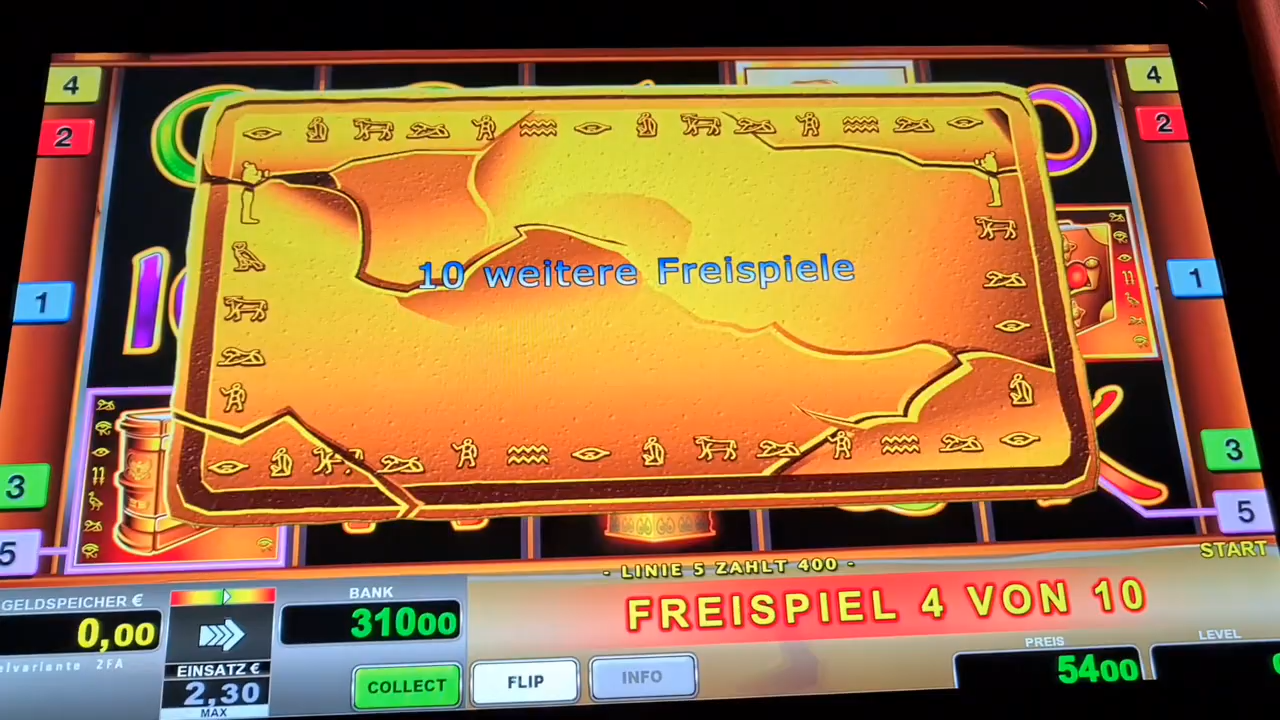 4
4
2
2
10 weitere Freispiele
1
1
3
3
5
5
START
- LINIE 5 ZAHLT 400 -
FREISPIEL 4 VON 10
GELDSPEICHER €
0,00
2FA
EINSATZ €
2,30
MAX
BANK
31000
COLLECT
FLIP
INFO
PREIS
5400
LEVEL